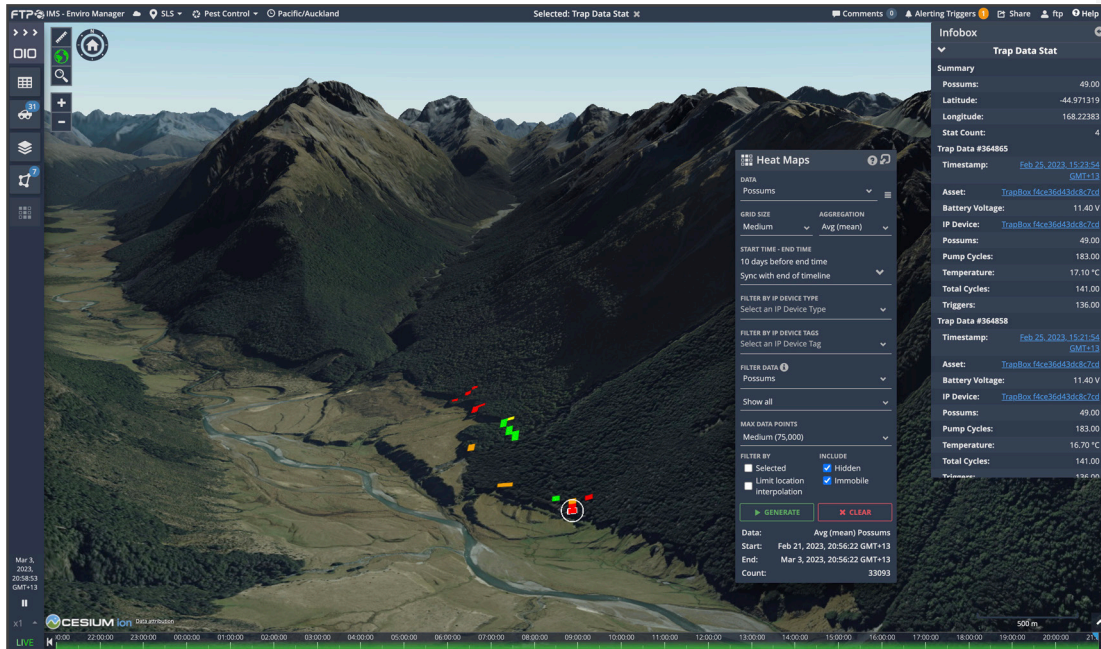 FTP IMS - Enviro Manager SLS Pest Control Pacific/Auckland Selected: Trap Data Stat ✖ Comments 0 Alerting Triggers 1 Share ftp Help
31
7
N
+
-
Heat Maps
DATA
Possums
GRID SIZE AGGREGATION
Medium Avg (mean)
START TIME - END TIME
10 days before end time
Sync with end of timeline
FILTER BY IP DEVICE TYPE
Select an IP Device Type
FILTER BY IP DEVICE TAGS
Select an IP Device Tag
FILTER DATA
Possums
Show all
MAX DATA POINTS
Medium (75,000)
FILTER BY INCLUDE
Selected Hidden
Limit location interpolation Immobile
GENERATE CLEAR
Data: Avg (mean) Possums
Start: Feb 21, 2023, 20:56:22 GMT+13
End: Mar 3, 2023, 20:56:22 GMT+13
Count: 33093
Infobox
Trap Data Stat
Summary
Possums: 49.00
Latitude: -44.971319
Longitude: 168.22383
Stat Count: 4
Trap Data #364865
Timestamp: Feb 25, 2023, 15:23:54
GMT+13
Asset: TrapBox f4ce36d43dc8c7cd
Battery Voltage: 11.40 V
IP Device: TrapBox f4ce36d43dc8c7cd
Possums: 49.00
Pump Cycles: 183.00
Temperature: 17.10 °C
Total Cycles: 141.00
Triggers: 136.00
Trap Data #364858
Timestamp: Feb 25, 2023, 15:21:54
GMT+13
Asset: TrapBox f4ce36d43dc8c7cd
Battery Voltage: 11.40 V
IP Device: TrapBox f4ce36d43dc8c7cd
Possums: 49.00
Pump Cycles: 183.00
Temperature: 16.70 °C
Total Cycles: 141.00
Triggers: 136.00
Mar 3,
2023,
20:58:53
GMT+13
x1
LIVE
CESIUM ion Data attribution
500 m
22:00:00 23:00:00 00:00:00 01:00:00 02:00:00 03:00:00 04:00:00 05:00:00 06:00:00 07:00:00 08:00:00 09:00:00 10:00:00 11:00:00 12:00:00 13:00:00 14:00:00 15:00:00 16:00:00 17:00:00 18:00:00 19:00:00 20:00:00